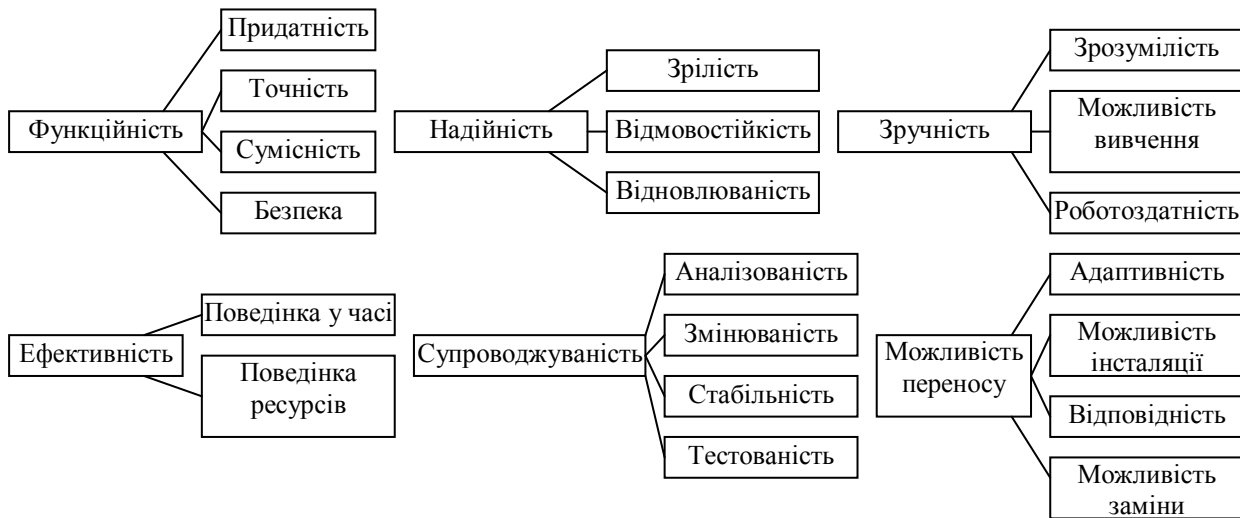 Функційність
Придатність
Точність
Сумісність
Безпека
Надійність
Зрілість
Відмовостійкість
Відновлюваність
Зручність
Зрозумілість
Можливість
вивчення
Роботоздатність
Ефективність
Поведінка у часі
Поведінка
ресурсів
Супроводжуваність
Аналізованість
Змінюваність
Стабільність
Тестованість
Можливість
переносу
Адаптивність
Можливість
інсталяції
Відповідність
Можливість
заміни